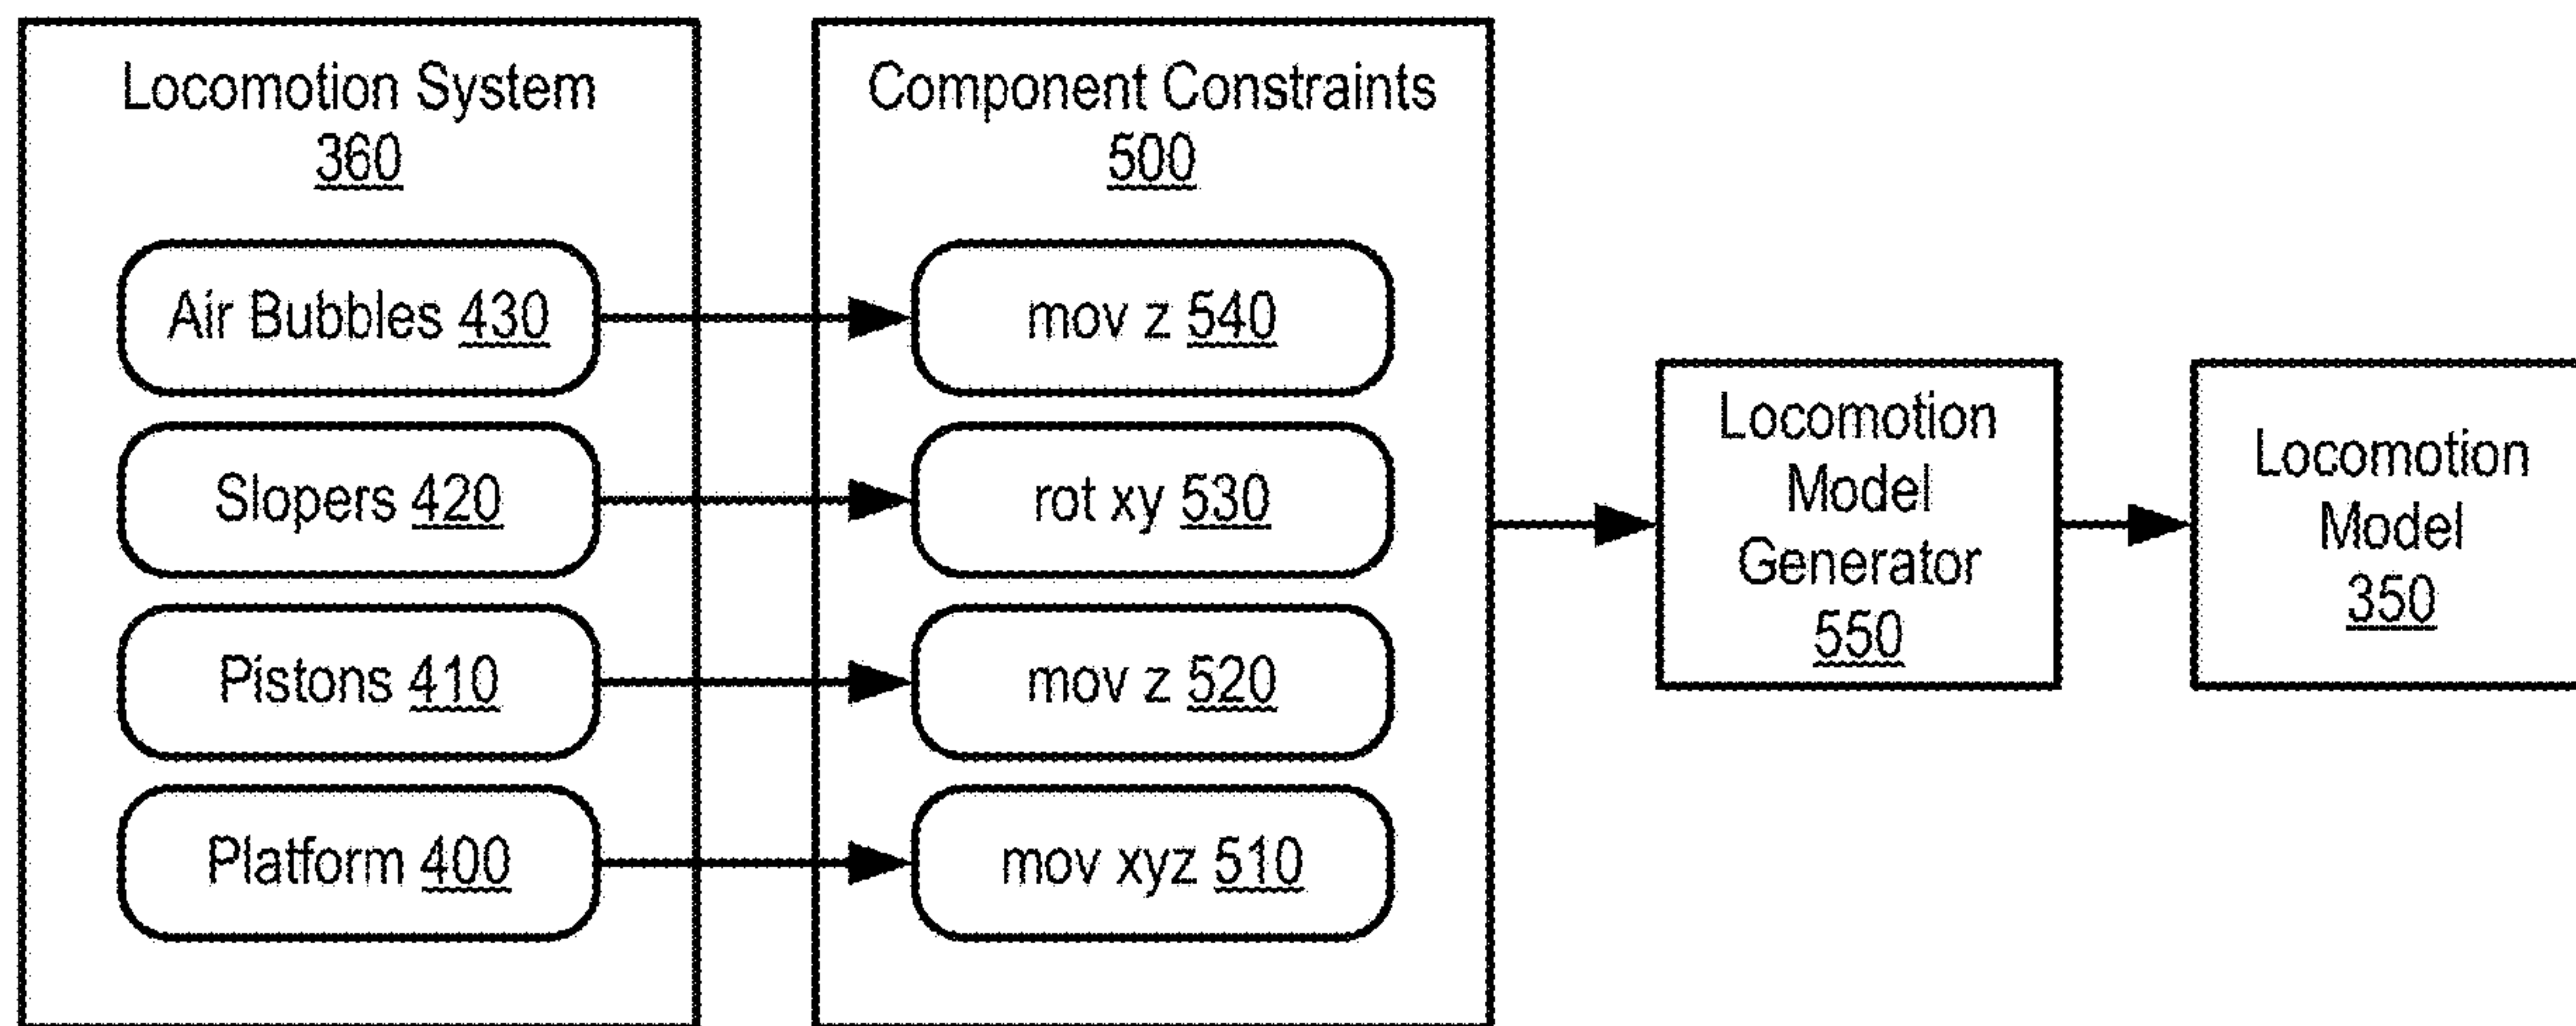 Locomotion System
360
Air Bubbles 430
Slopers 420
Pistons 410
Platform 400
Component Constraints
500
mov z 540
rot xy 530
mov z 520
mov xyz 510
Locomotion
Model
Generator
550
Locomotion
Model
350